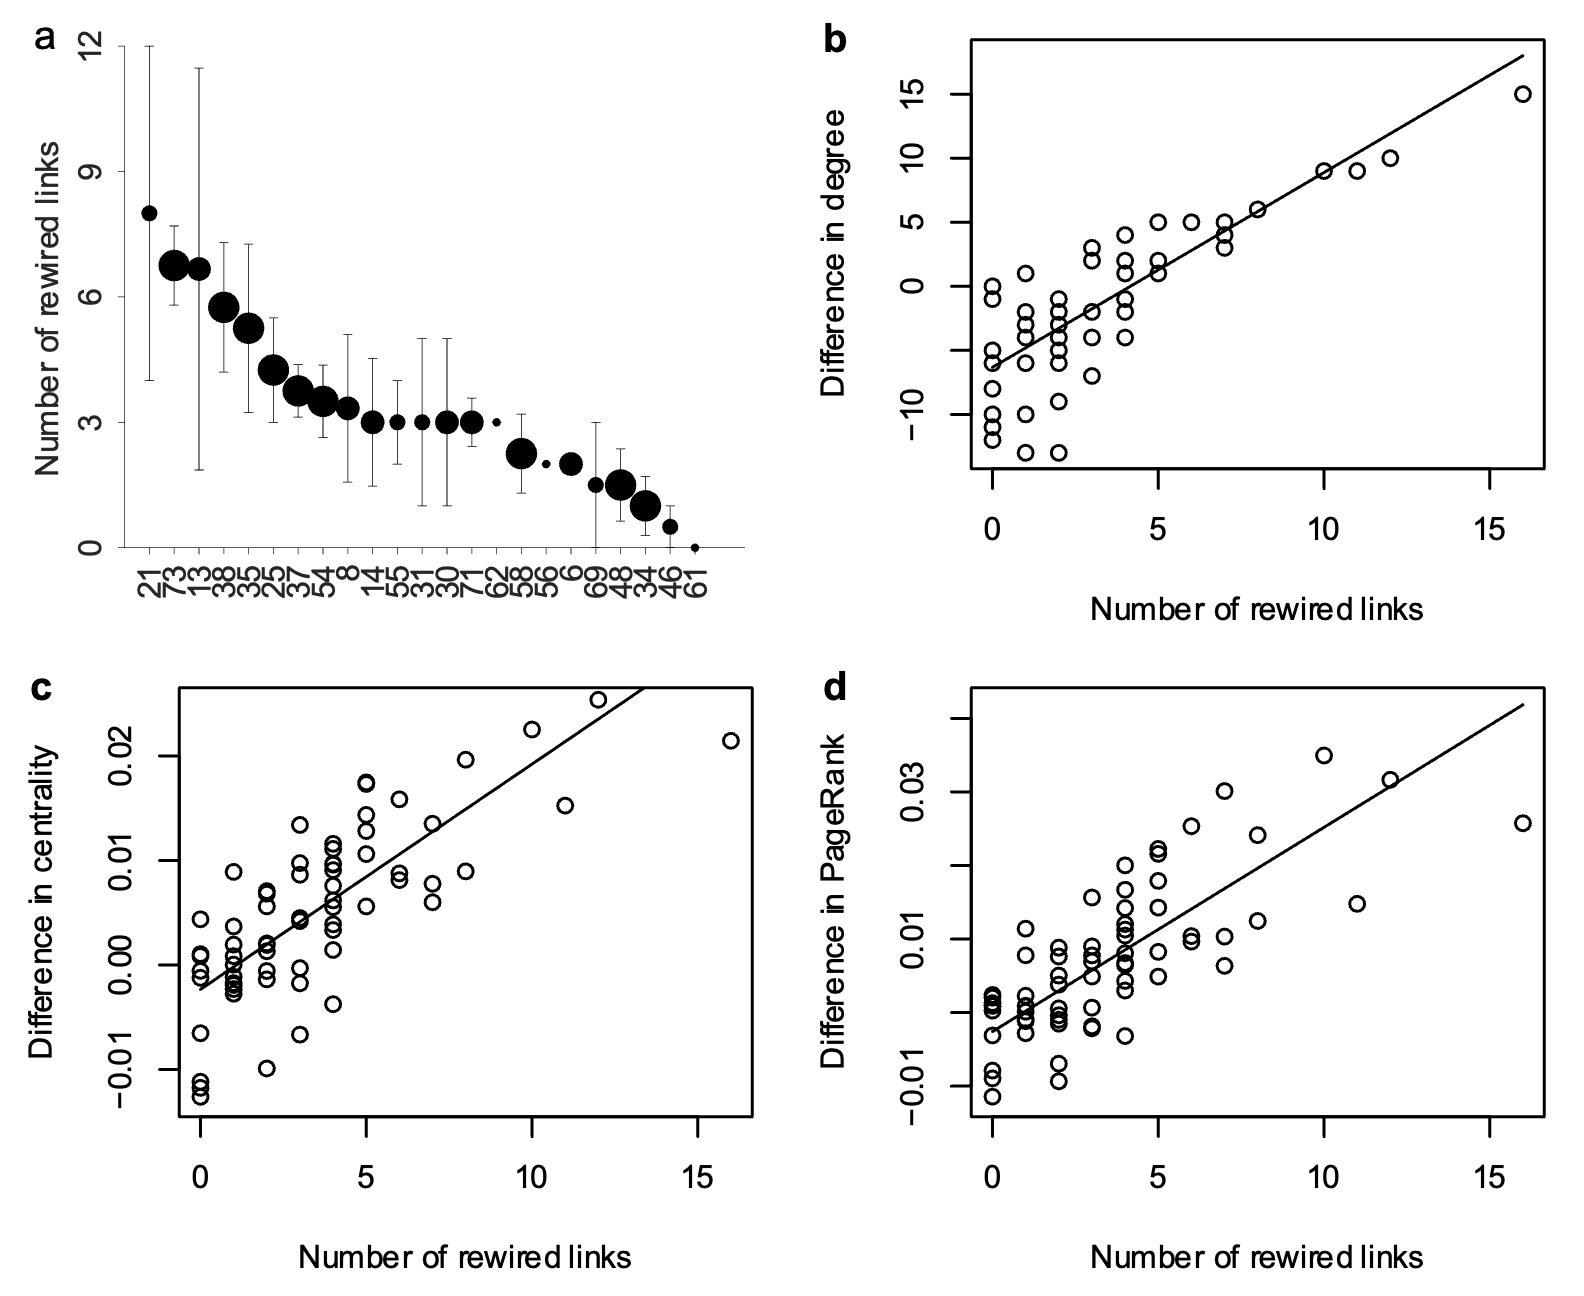 a
12
9
6
3
0
Number of rewired links
21 73 13 38 35 25 37 54 8 14 55 31 30 71 62 58 56 6 69 48 34 46 61
b
15
10
5
0
−10
Difference in degree
0 5 10 15
Number of rewired links
c
0.02
0.01
0.00
−0.01
Difference in centrality
0 5 10 15
Number of rewired links
d
0.03
0.01
−0.01
Difference in PageRank
0 5 10 15
Number of rewired links